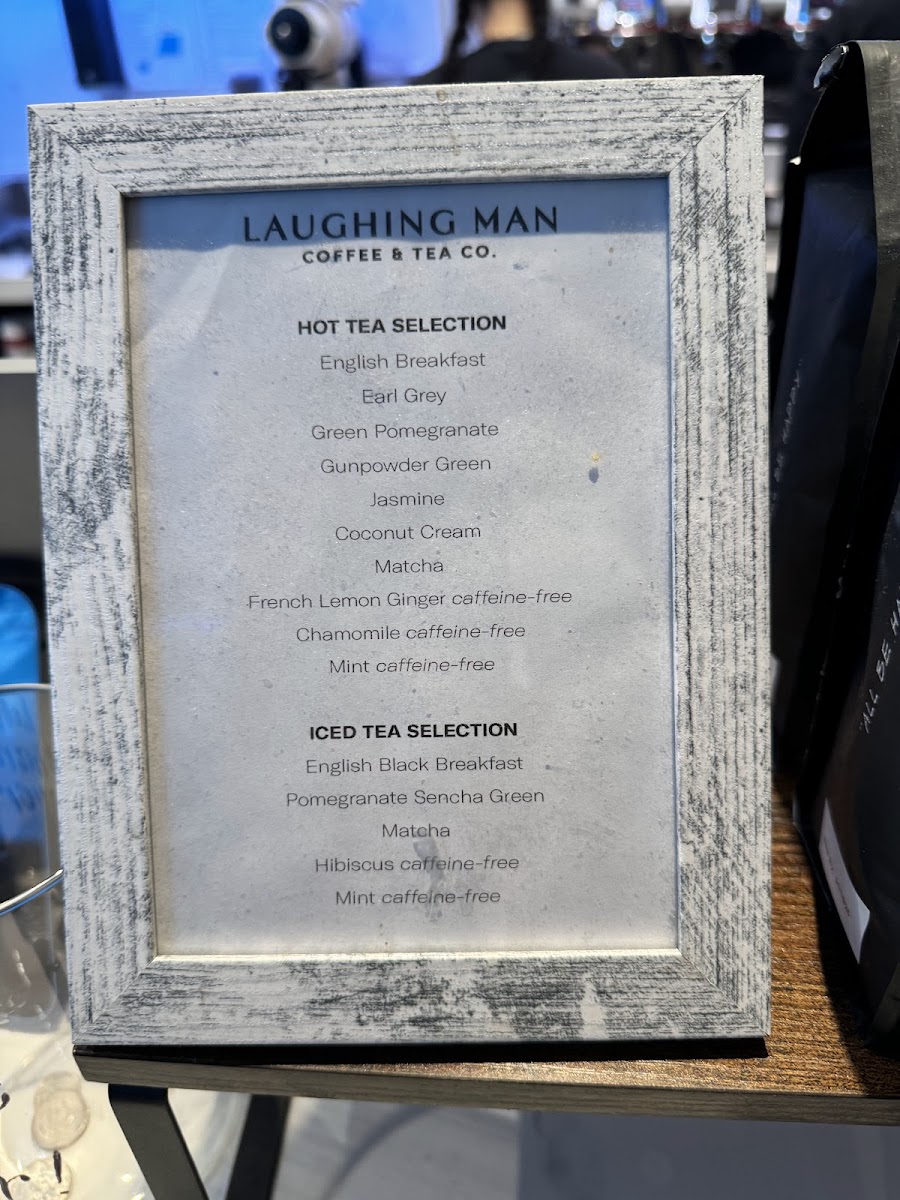 LAUGHING MAN
COFFEE & TEA CO.
HOT TEA SELECTION
English Breakfast
Earl Grey
Green Pomegranate
Gunpowder Green
Jasmine
Coconut Cream
Matcha
French Lemon Ginger caffeine-free
Chamomile caffeine-free
Mint caffeine-free
ICED TEA SELECTION
English Black Breakfast
Pomegranate Sencha Green
Matcha
Hibiscus caffeine-free
Mint caffeine-free
ALL BE